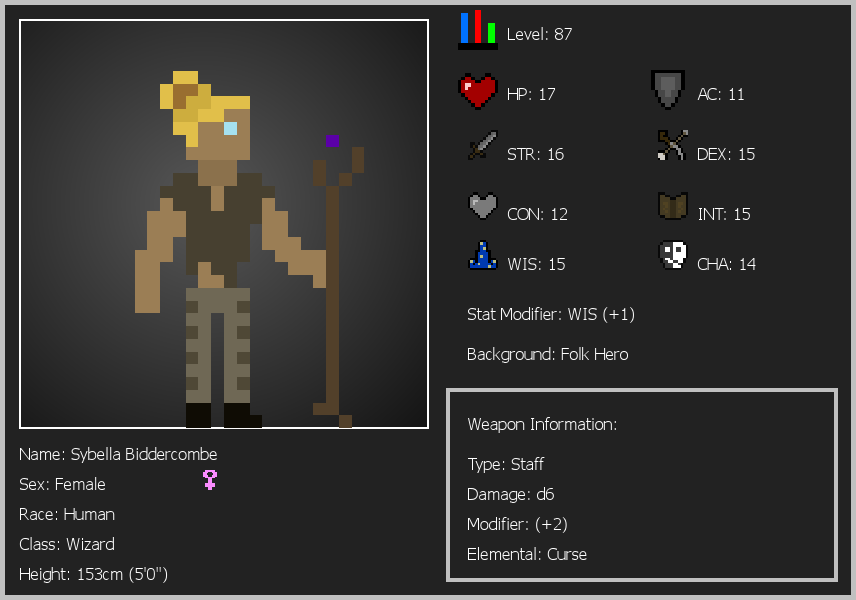 Level: 87
HP: 17
AC: 11
STR: 16
DEX: 15
CON: 12
INT: 15
WIS: 15
CHA: 14
Stat Modifier: WIS (+1)
Background: Folk Hero
Weapon Information:
Type: Staff
Damage: d6
Modifier: (+2)
Elemental: Curse
Name: Sybella Biddercombe
Sex: Female
Race: Human
Class: Wizard
Height: 153cm (5'0")